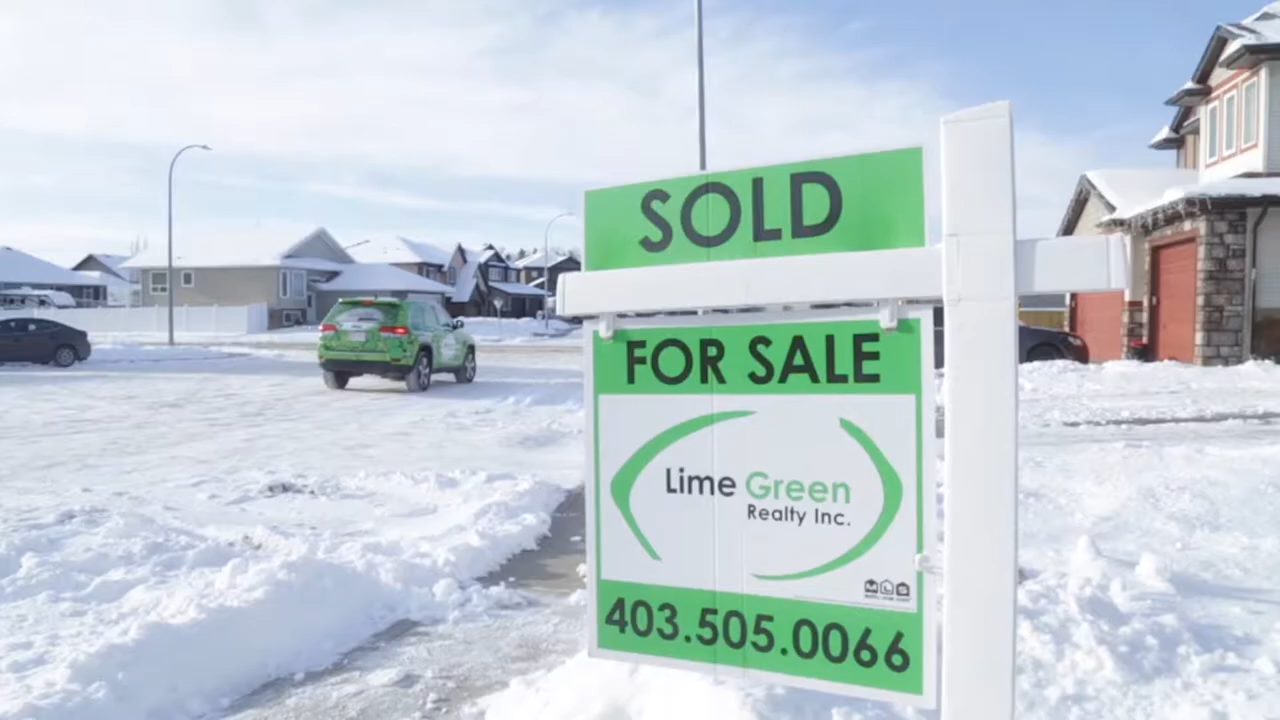 SOLD
FOR SALE
Lime Green
Realty Inc.
403.505.0066